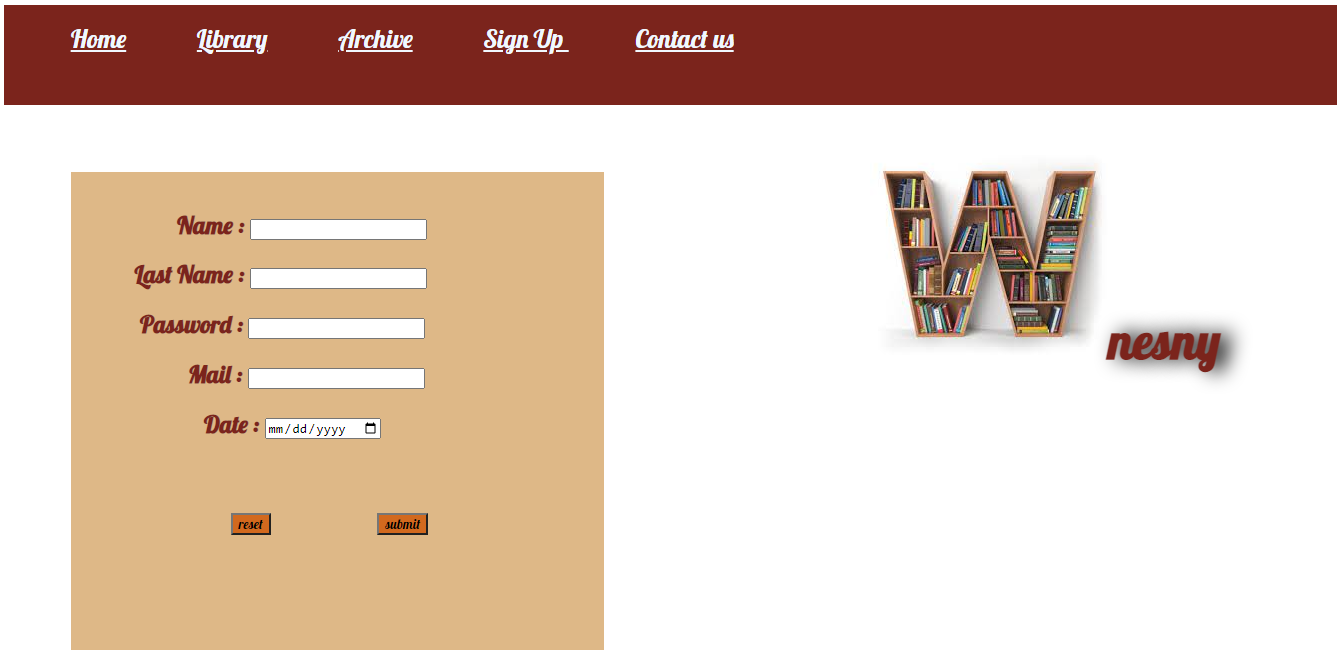 Home Library Archive Sign Up Contact us
Name :
Last Name :
Password :
Mail :
Date : mm/dd/yyyy
reset submit
W nesny